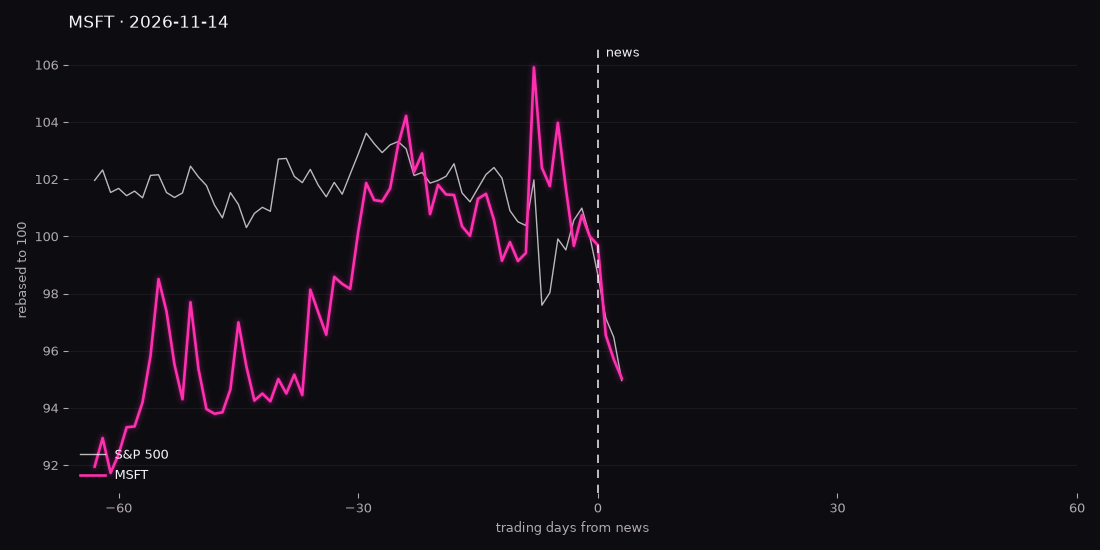 MSFT · 2026-11-14
news
106
104
102
100
98
96
94
92
rebased to 100
S&P 500
MSFT
−60
−30
0
30
60
trading days from news